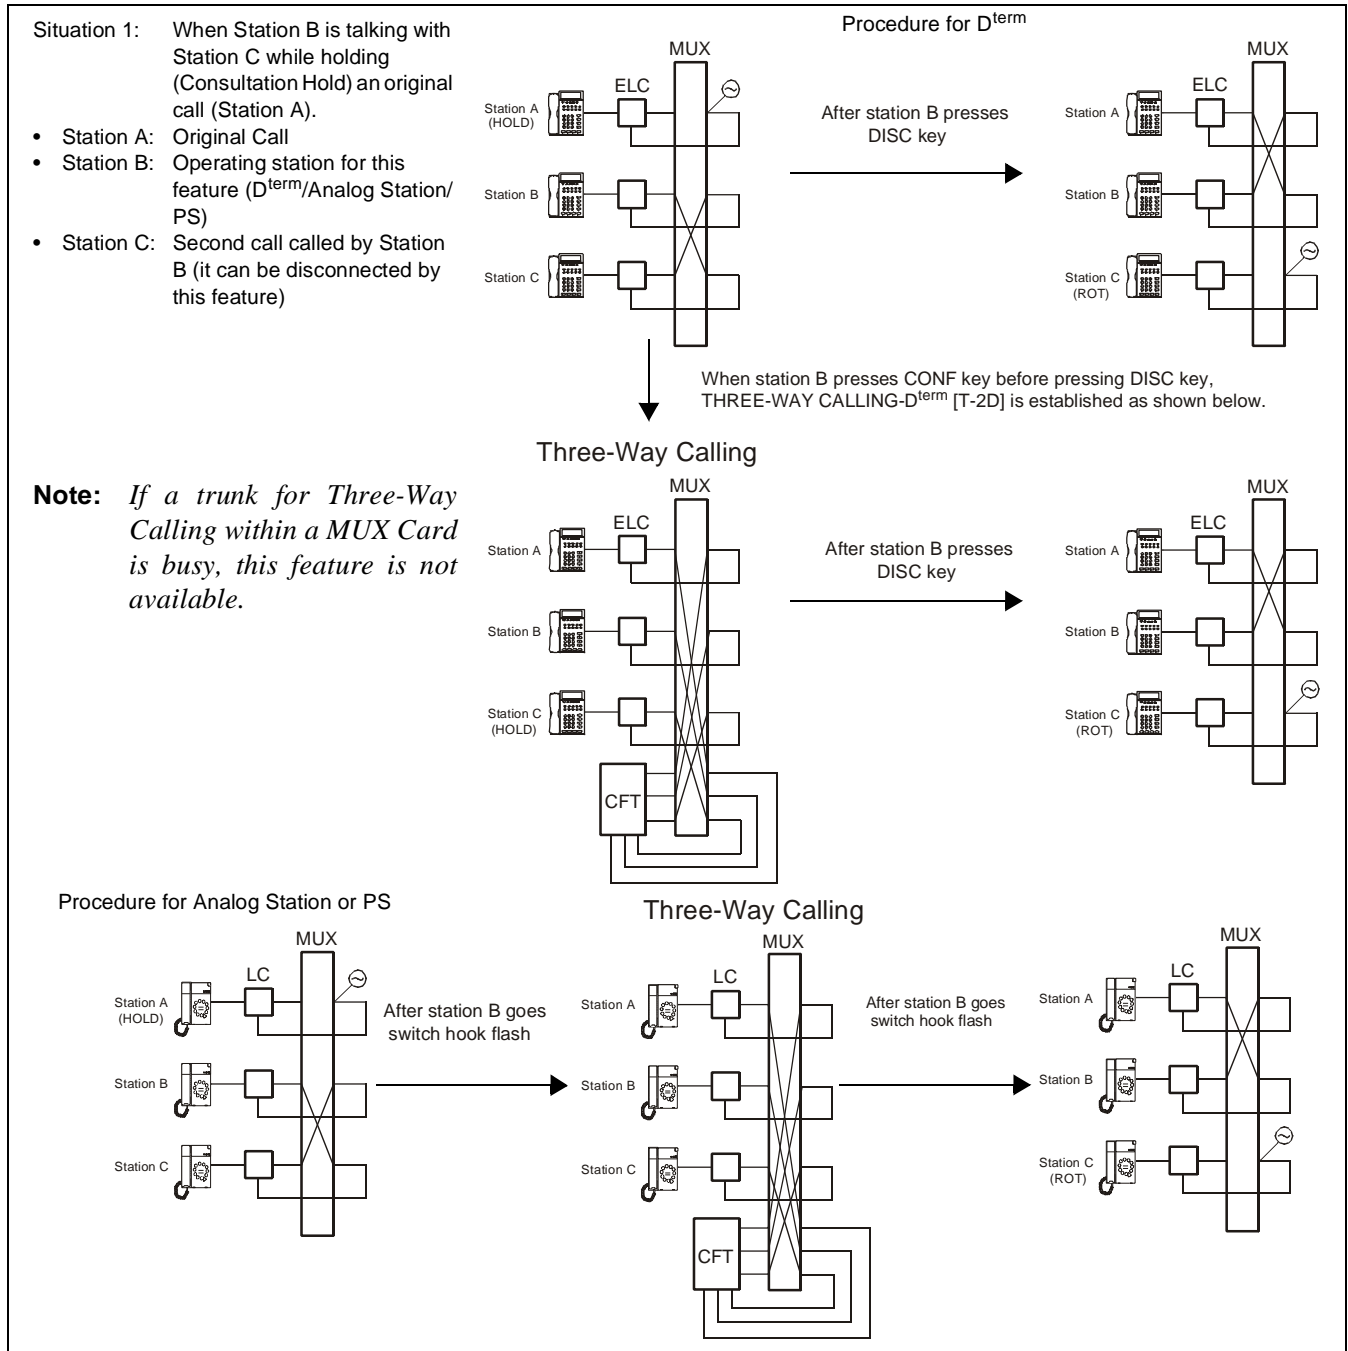 Situation 1: When Station B is talking with
Station C while holding
(Consultation Hold) an original
call (Station A).
• Station A: Original Call
• Station B: Operating station for this
feature (Dterm/Analog Station/
PS)
• Station C: Second call called by Station
B (it can be disconnected by
this feature)
Procedure for Dterm
MUX
ELC
Station A
(HOLD)
Station B
Station C
After station B presses
DISC key
MUX
ELC
Station A
Station B
Station C
(ROT)
When station B presses CONF key before pressing DISC key,
THREE-WAY CALLING-Dterm [T-2D] is established as shown below.
Note: If a trunk for Three-Way
Calling within a MUX Card
is busy, this feature is not
available.
Three-Way Calling
MUX
ELC
Station A
Station B
Station C
(HOLD)
CFT
After station B presses
DISC key
MUX
ELC
Station A
Station B
Station C
(ROT)
Procedure for Analog Station or PS
MUX
LC
Station A
(HOLD)
Station B
Station C
After station B goes
switch hook flash
Three-Way Calling
MUX
LC
Station A
Station B
Station C
CFT
After station B goes
switch hook flash
MUX
LC
Station A
Station B
Station C
(ROT)